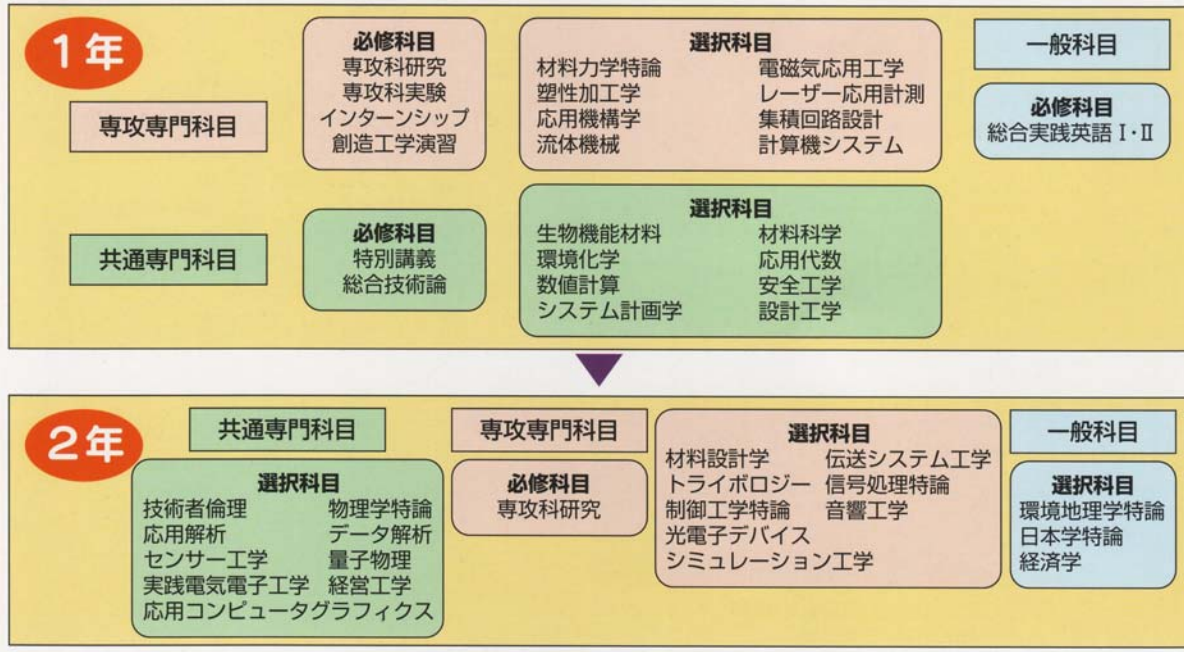 1年
専攻専門科目
必修科目
専攻科研究
専攻科実験
インターンシップ
創造工学演習
選択科目
材料力学特論 電磁気応用工学
塑性加工学 レーザー応用計測
応用機構学 集積回路設計
流体機械 計算機システム
一般科目
必修科目
総合実践英語 I・II
共通専門科目
必修科目
特別講義
総合技術論
選択科目
生物機能材料 材料科学
環境化学 応用代数
数値計算 安全工学
システム計画学 設計工学
2年
共通専門科目
選択科目
技術者倫理 物理学特論
応用解析 データ解析
センサー工学 量子物理
実践電気電子工学 経営工学
応用コンピュータグラフィクス
専攻専門科目
必修科目
専攻科研究
選択科目
材料設計学 伝送システム工学
トライボロジー 信号処理特論
制御工学特論 音響工学
光電子デバイス
シミュレーション工学
一般科目
選択科目
環境地理学特論
日本学特論
経済学